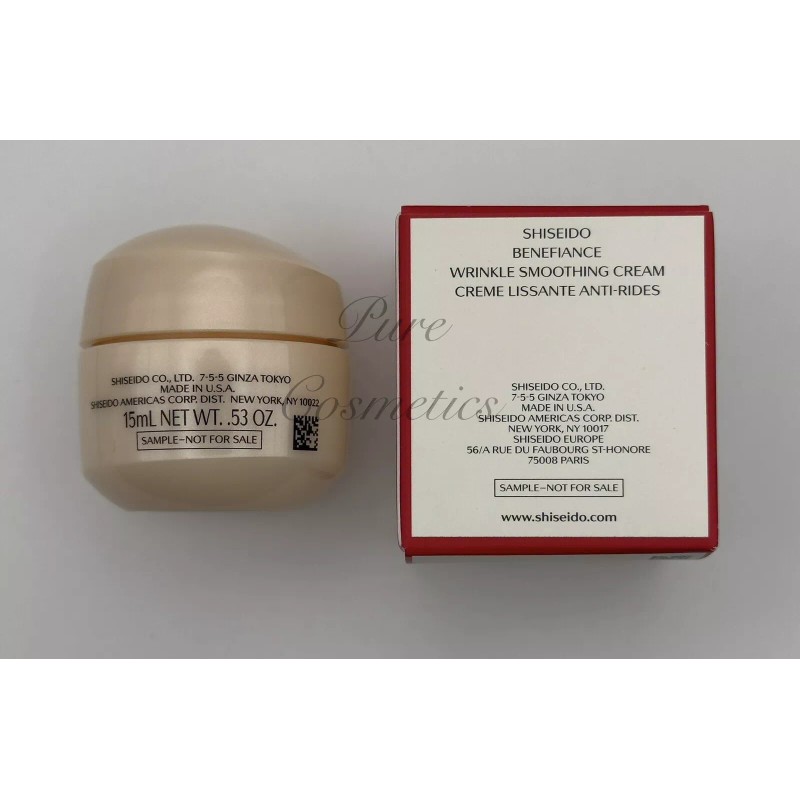 SHISEIDO CO., LTD. 7-5-5 GINZA TOKYO
MADE IN U.S.A.
SHISEIDO AMERICAS CORP. DIST. NEW YORK, NY 10022
15mL NET WT. .53 OZ.
SAMPLE–NOT FOR SALE
SHISEIDO
BENEFIANCE
WRINKLE SMOOTHING CREAM
CREME LISSANTE ANTI-RIDES
SHISEIDO CO., LTD.
7-5-5 GINZA TOKYO
MADE IN U.S.A.
SHISEIDO AMERICAS CORP. DIST.
NEW YORK, NY 10017
SHISEIDO EUROPE
56/A RUE DU FAUBOURG ST-HONORE
75008 PARIS
SAMPLE–NOT FOR SALE
www.shiseido.com
Pure
Cosmetics